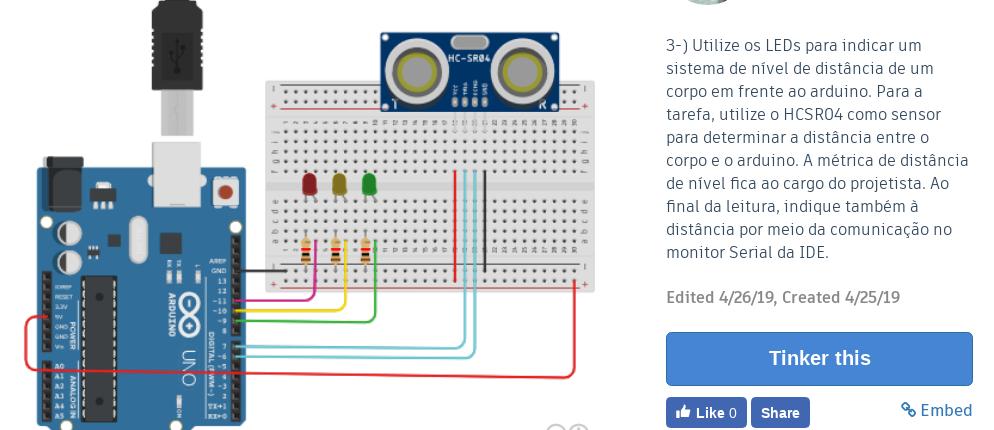 HC-SR04
T
R
AREF
GND
13
12
~11
~10
~9
8
7
~6
~5
4
~3
2
TX→1
RX←0
DIGITAL (PWM~)
L
TX
RX
ON
ARDUINO
UNO
IOREF
RESET
3.3V
5V
GND
GND
Vin
POWER
A0
A1
A2
A3
A4
A5
ANALOG IN
3-) Utilize os LEDs para indicar um
sistema de nível de distância de um
corpo em frente ao arduino. Para a
tarefa, utilize o HCSR04 como sensor
para determinar a distância entre o
corpo e o arduino. A métrica de distância
de nível fica ao cargo do projetista. Ao
final da leitura, indique também à
distância por meio da comunicação no
monitor Serial da IDE.
Edited 4/26/19, Created 4/25/19
Tinker this
Like 0
Share
Embed